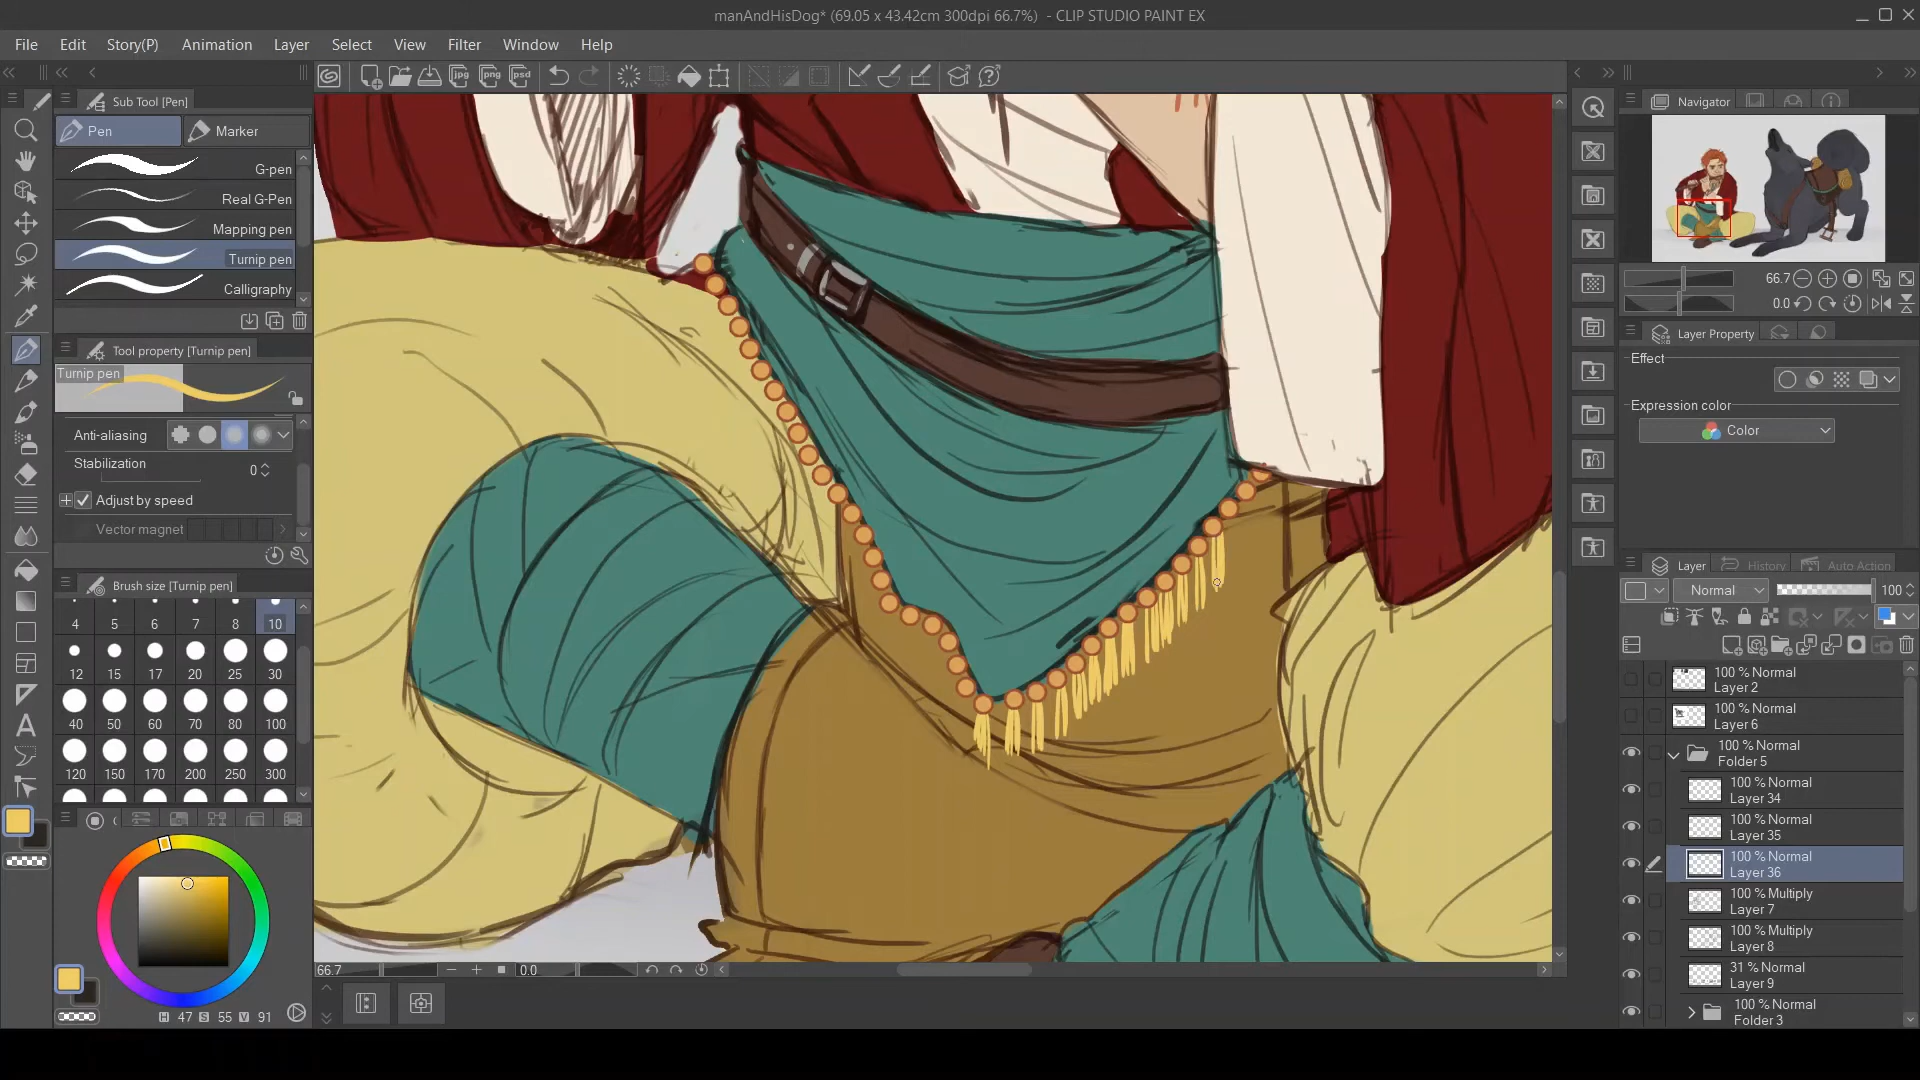 manAndHisDog* (69.05 x 43.42cm 300dpi 66.7%) - CLIP STUDIO PAINT EX
File Edit Story(P) Animation Layer Select View Filter Window Help
jpg png psd
Sub Tool [Pen]
Pen Marker
G-pen
Real G-Pen
Mapping pen
Turnip pen
Calligraphy
Tool property [Turnip pen]
Turnip pen
Anti-aliasing
Stabilization 0
Adjust by speed
Vector magnet
Brush size [Turnip pen]
4 5 6 7 8 10
12 15 17 20 25 30
40 50 60 70 80 100
120 150 170 200 250 300
H 47 S 55 V 91
66.7 0.0
Navigator
66.7
0.0
Layer Property
Effect
Expression color
Color
Layer History Auto Action
Normal 100
100 % Normal
Layer 2
100 % Normal
Layer 6
100 % Normal
Folder 5
100 % Normal
Layer 34
100 % Normal
Layer 35
100 % Normal
Layer 36
100 % Multiply
Layer 7
100 % Multiply
Layer 8
31 % Normal
Layer 9
100 % Normal
Folder 3